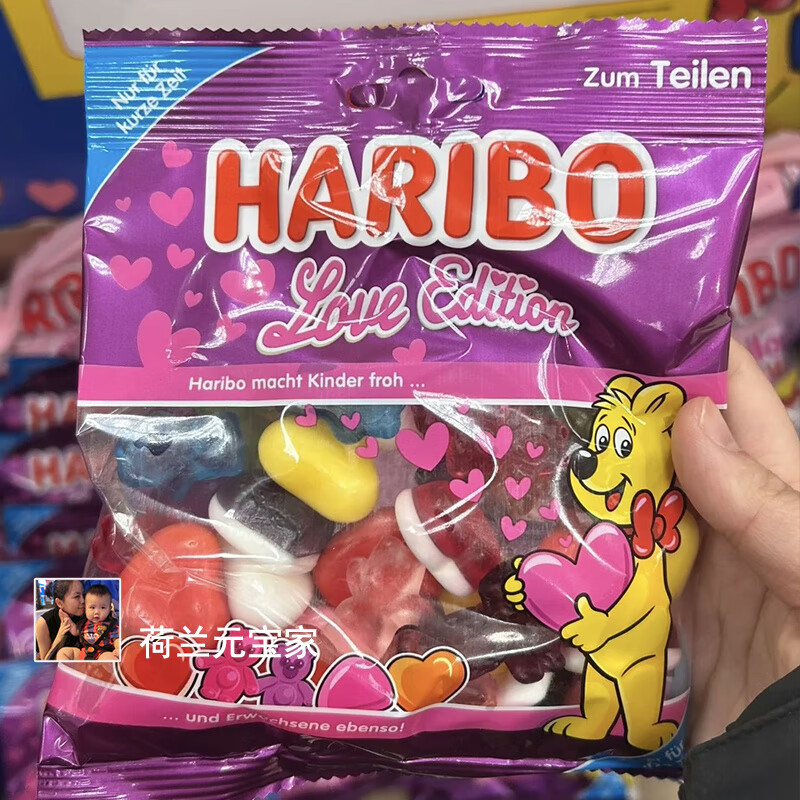 Nur für
kurze Zeit
Zum Teilen
HARIBO
Love Edition
Haribo macht Kinder froh ...
荷兰元宝家
... und Erwachsene ebenso!